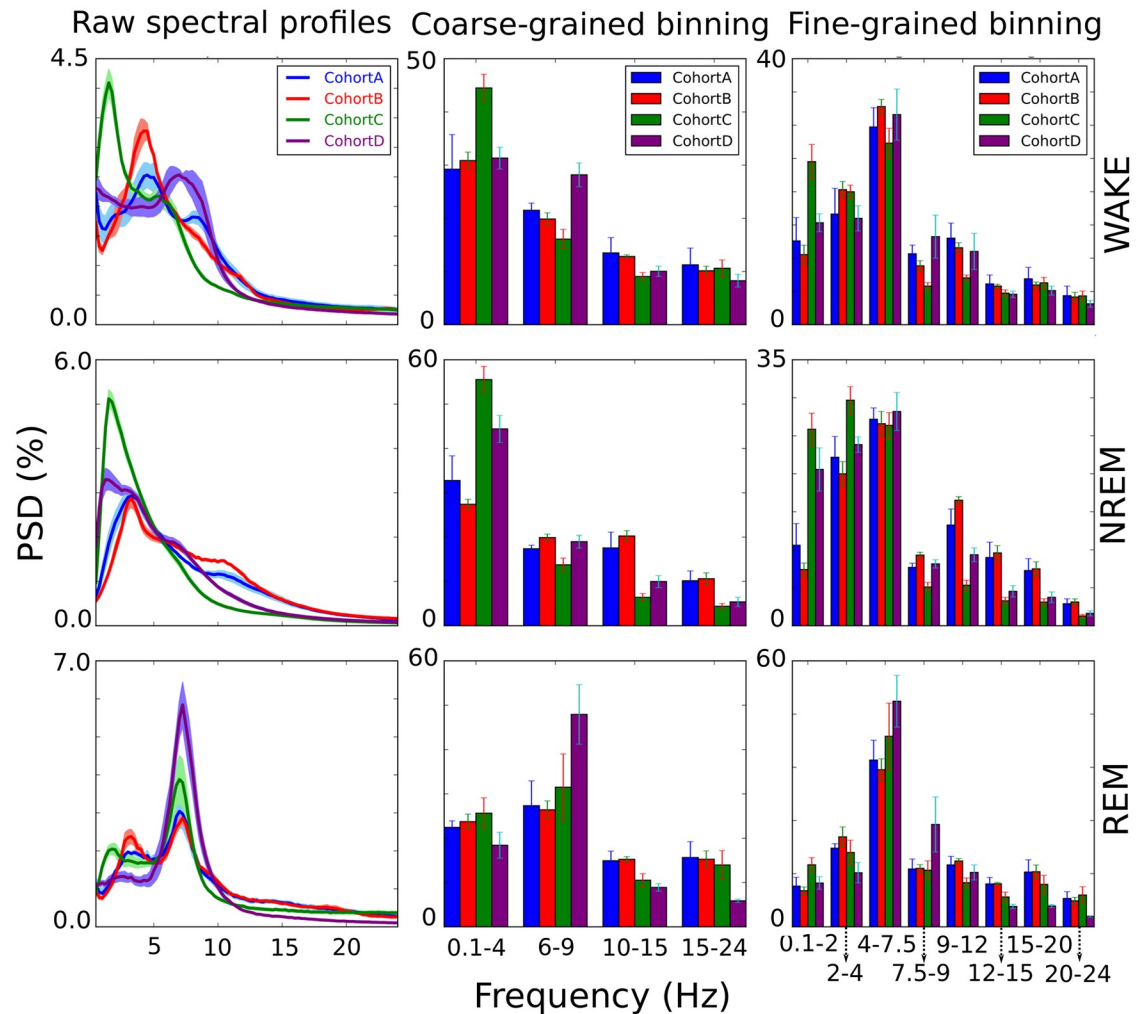 Raw spectral profiles
Coarse-grained binning
Fine-grained binning
4.5
0.0
CohortA
CohortB
CohortC
CohortD
50
0
CohortA
CohortB
CohortC
CohortD
40
0
CohortA
CohortB
CohortC
CohortD
WAKE
PSD (%)
6.0
0.0
60
0
35
0
NREM
7.0
0.0
60
0
60
0
REM
5 10 15 20
0.1-4 6-9 10-15 15-24
0.1-2 4-7.5 9-12 15-20
2-4 7.5-9 12-15 20-24
Frequency (Hz)